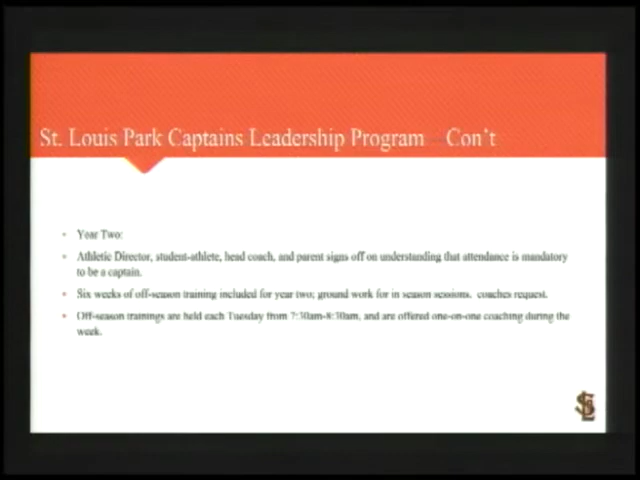 St. Louis Park Captains Leadership Program Con't
Year Two:
Athletic Director, student-athlete, head coach, and parent signs off on understanding that attendance is mandatory
to be a captain.
Six weeks of off-season training included for year two; ground work for in season sessions. coaches request.
Off-season trainings are held each Tuesday from 7:30am-8:30am, and are offered one-on-one coaching during the
week.